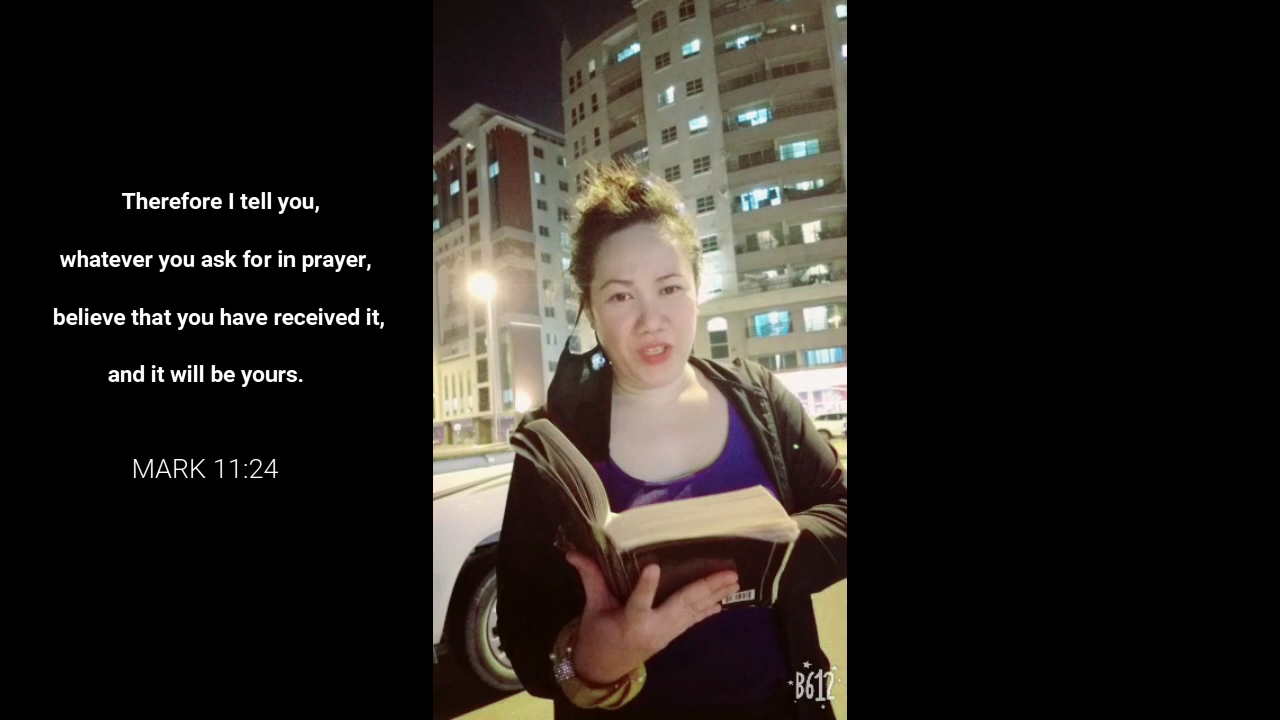 Therefore I tell you,
whatever you ask for in prayer,
believe that you have received it,
and it will be yours.
MARK 11:24
B612